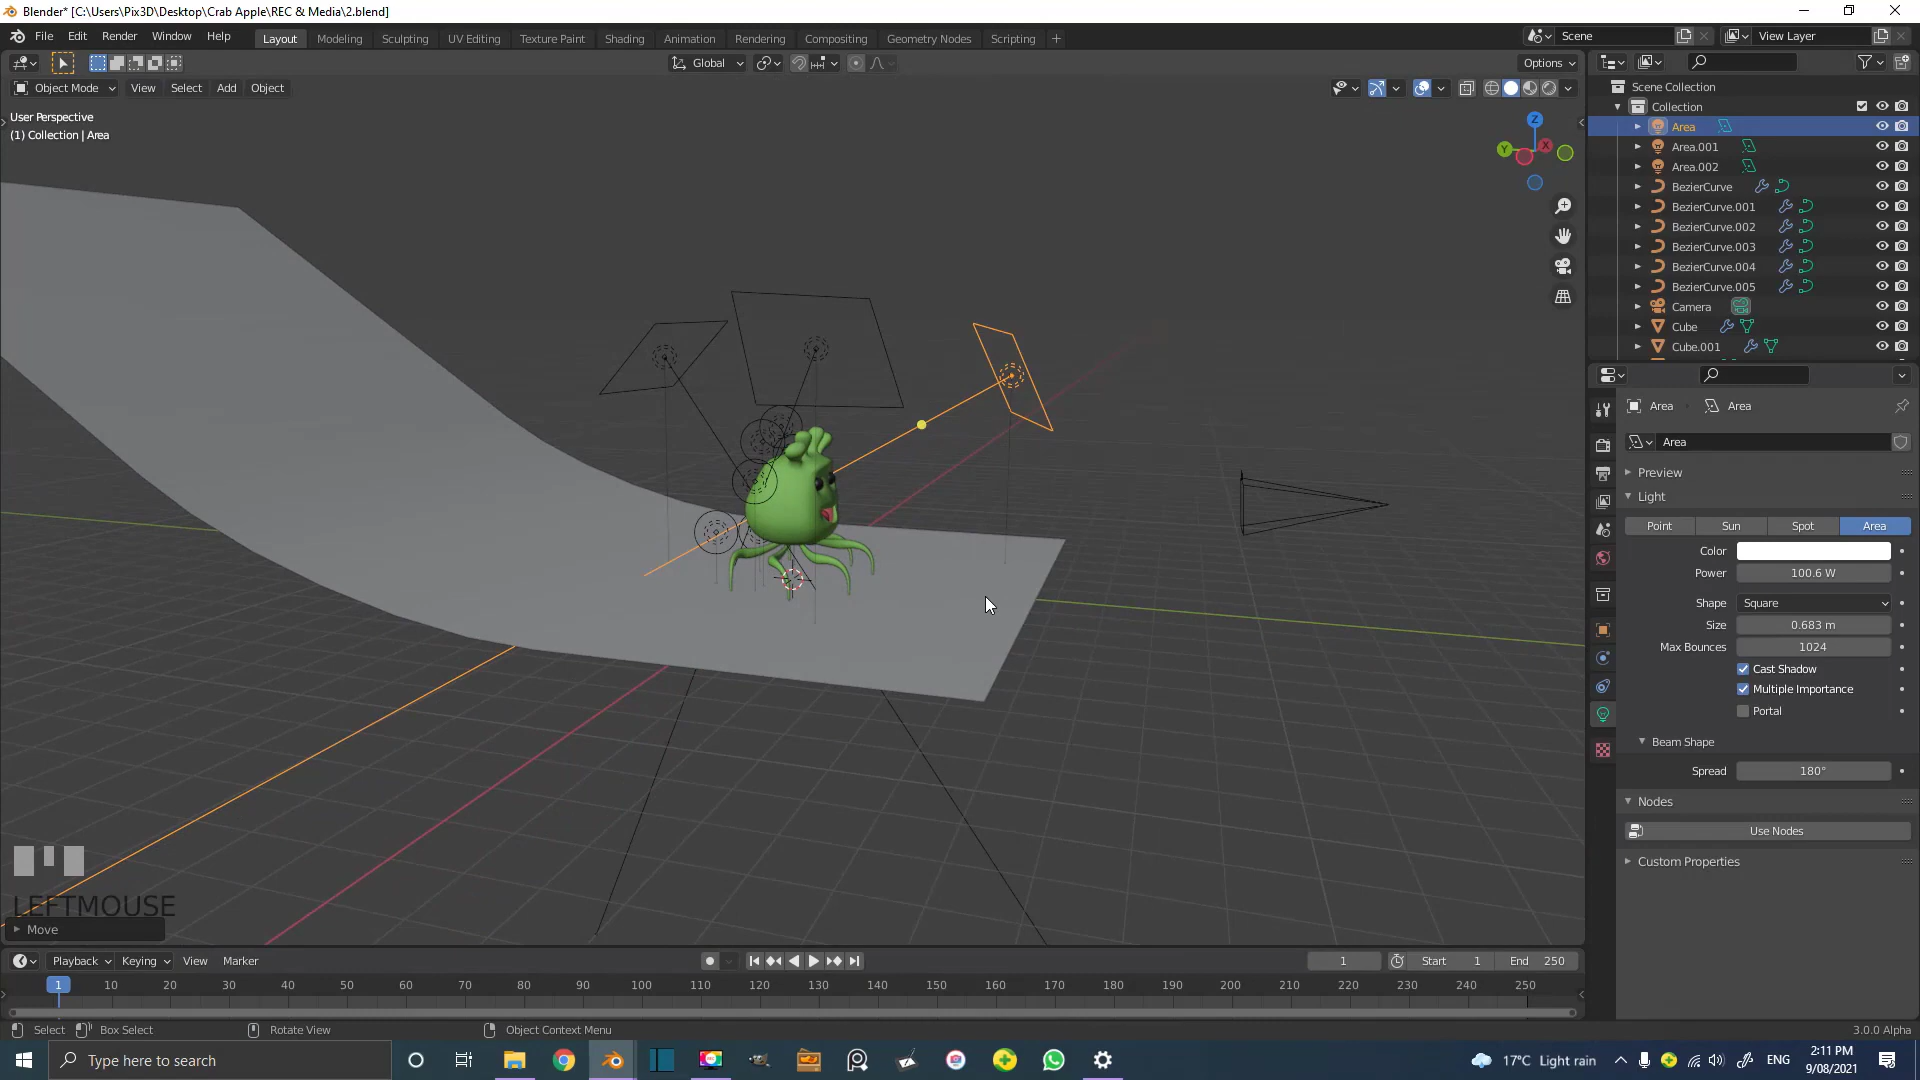 Blender* [C:\Users\Pix3D\Desktop\Crab Apple\REC & Media\2.blend]
File Edit Render Window Help
Layout Modeling Sculpting UV Editing Texture Paint Shading Animation Rendering Compositing Geometry Nodes Scripting +
Scene
View Layer
Global
Options
Object Mode View Select Add Object
User Perspective
(1) Collection | Area
Z
Y
X
Scene Collection
Collection
Area
Area.001
Area.002
BezierCurve
BezierCurve.001
BezierCurve.002
BezierCurve.003
BezierCurve.004
BezierCurve.005
Camera
Cube
Cube.001
Area Area
Area
Preview
Light
Point Sun Spot Area
Color
Power 100.6 W
Shape Square
Size 0.683 m
Max Bounces 1024
Cast Shadow
Multiple Importance
Portal
Beam Shape
Spread 180°
Nodes
Use Nodes
Custom Properties
LEFTMOUSE
Move
Playback Keying View Marker
1 Start 1 End 250
1 10 20 30 40 50 60 70 80 90 100 110 120 130 140 150 160 170 180 190 200 210 220 230 240 250
Select Box Select Rotate View Object Context Menu 3.0.0 Alpha
Type here to search
17°C Light rain
ENG
2:11 PM
9/08/2021